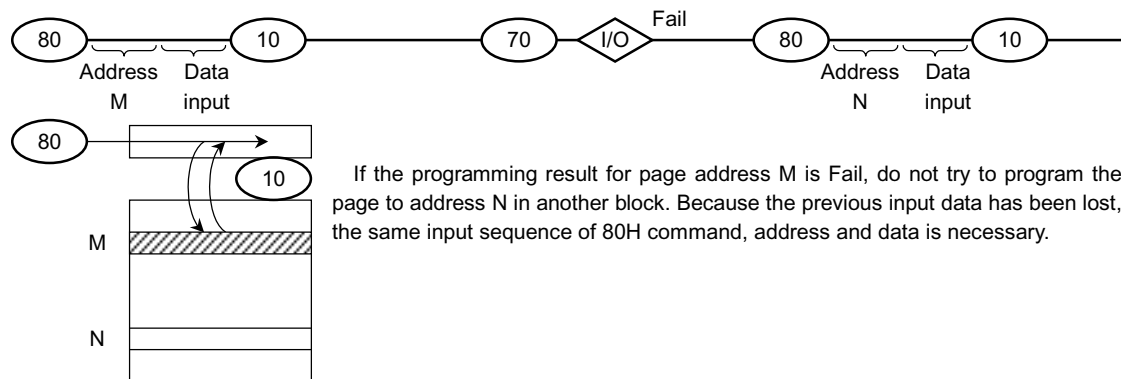 Fail
80 10 70 I/O 80 10
Address Data Address Data
M input N input
80
10
If the programming result for page address M is Fail, do not try to program the
page to address N in another block. Because the previous input data has been lost,
the same input sequence of 80H command, address and data is necessary.
M
N